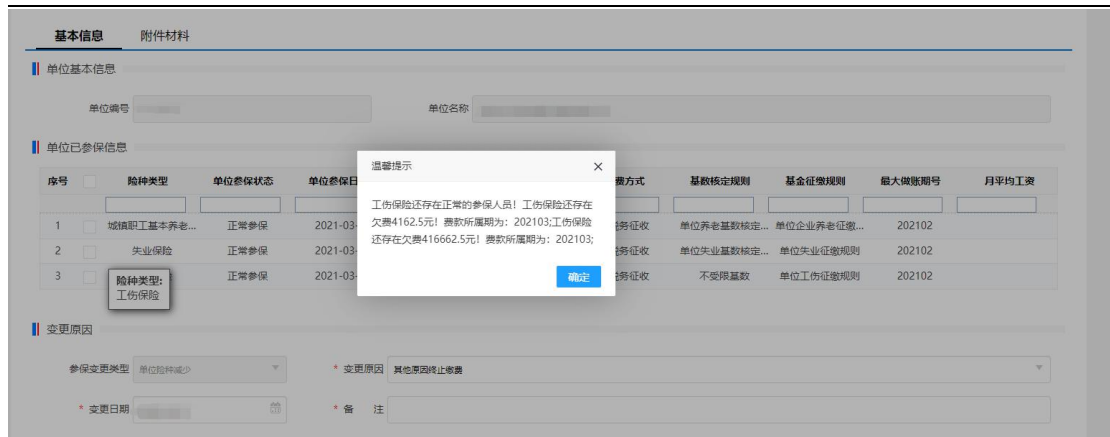 基本信息 附件材料
单位基本信息
单位编号 单位名称
单位已参保信息
序号 险种类型 单位参保状态 单位参保日 费方式 基数核定规则 基金征缴规则 最大做账期号 月平均工资
1 城镇职工基本养老... 正常参保 2021-03- 税务征收 单位养老基数核定... 单位企业养老征缴... 202102
2 失业保险 正常参保 2021-03- 税务征收 单位失业基数核定... 单位失业征缴规则 202102
3 正常参保 2021-03- 税务征收 不受限基数 单位工伤征缴规则 202102
险种类型:
工伤保险
温馨提示
工伤保险还存在正常的参保人员！工伤保险还存在
欠费4162.5元！费款所属期为：202103;工伤保险
还存在欠费416662.5元！费款所属期为：202103;
确定
变更原因
参保变更类型 单位险种减少 * 变更原因 其他原因终止缴费
* 变更日期 * 备 注